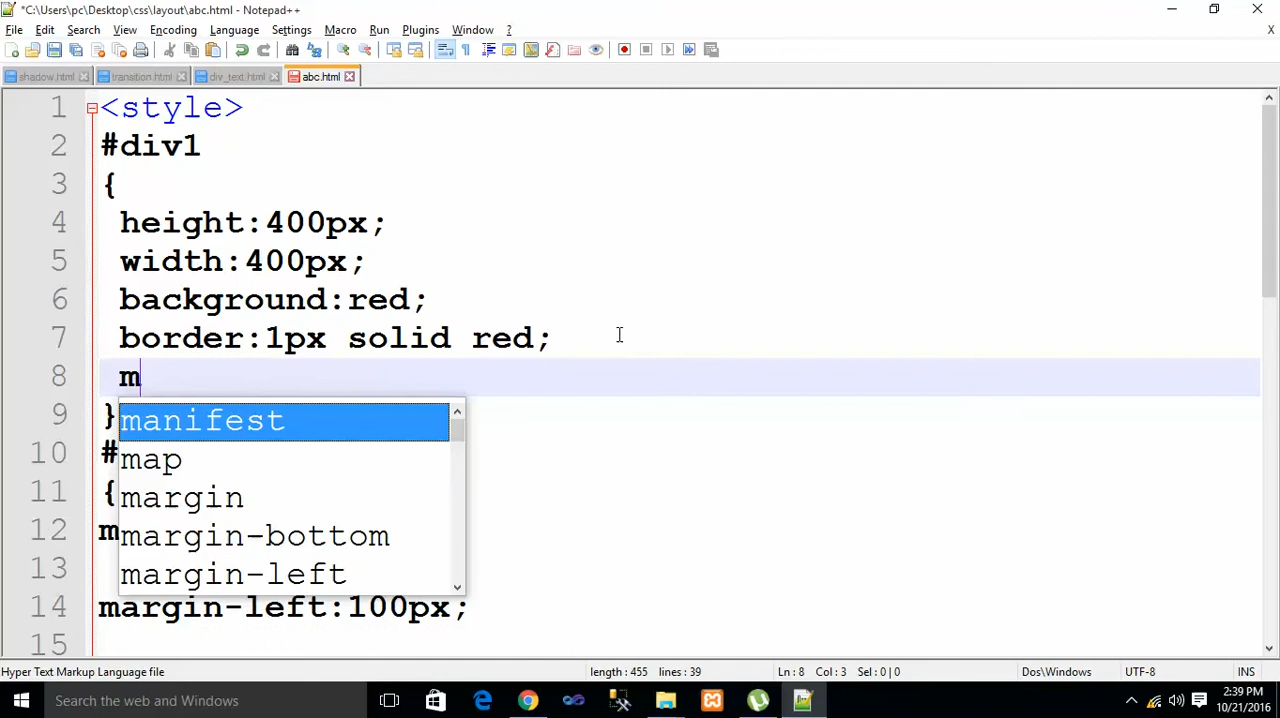 *C:\Users\pc\Desktop\css\layout\abc.html - Notepad++
File Edit Search View Encoding Language Settings Macro Run Plugins Window ? X
shadow.html transition.html div_text.html abc.html
1 <style>
2 #div1
3 {
4 height:400px;
5 width:400px;
6 background:red;
7 border:1px solid red;
8 m
9 }
manifest
10 #
map
11 {
margin
12 m
margin-bottom
13
margin-left
14 margin-left:100px;
15
Hyper Text Markup Language file length : 455 lines : 39 Ln : 8 Col : 3 Sel : 0 | 0 Dos\Windows UTF-8 INS
Search the web and Windows
2:39 PM
10/21/2016